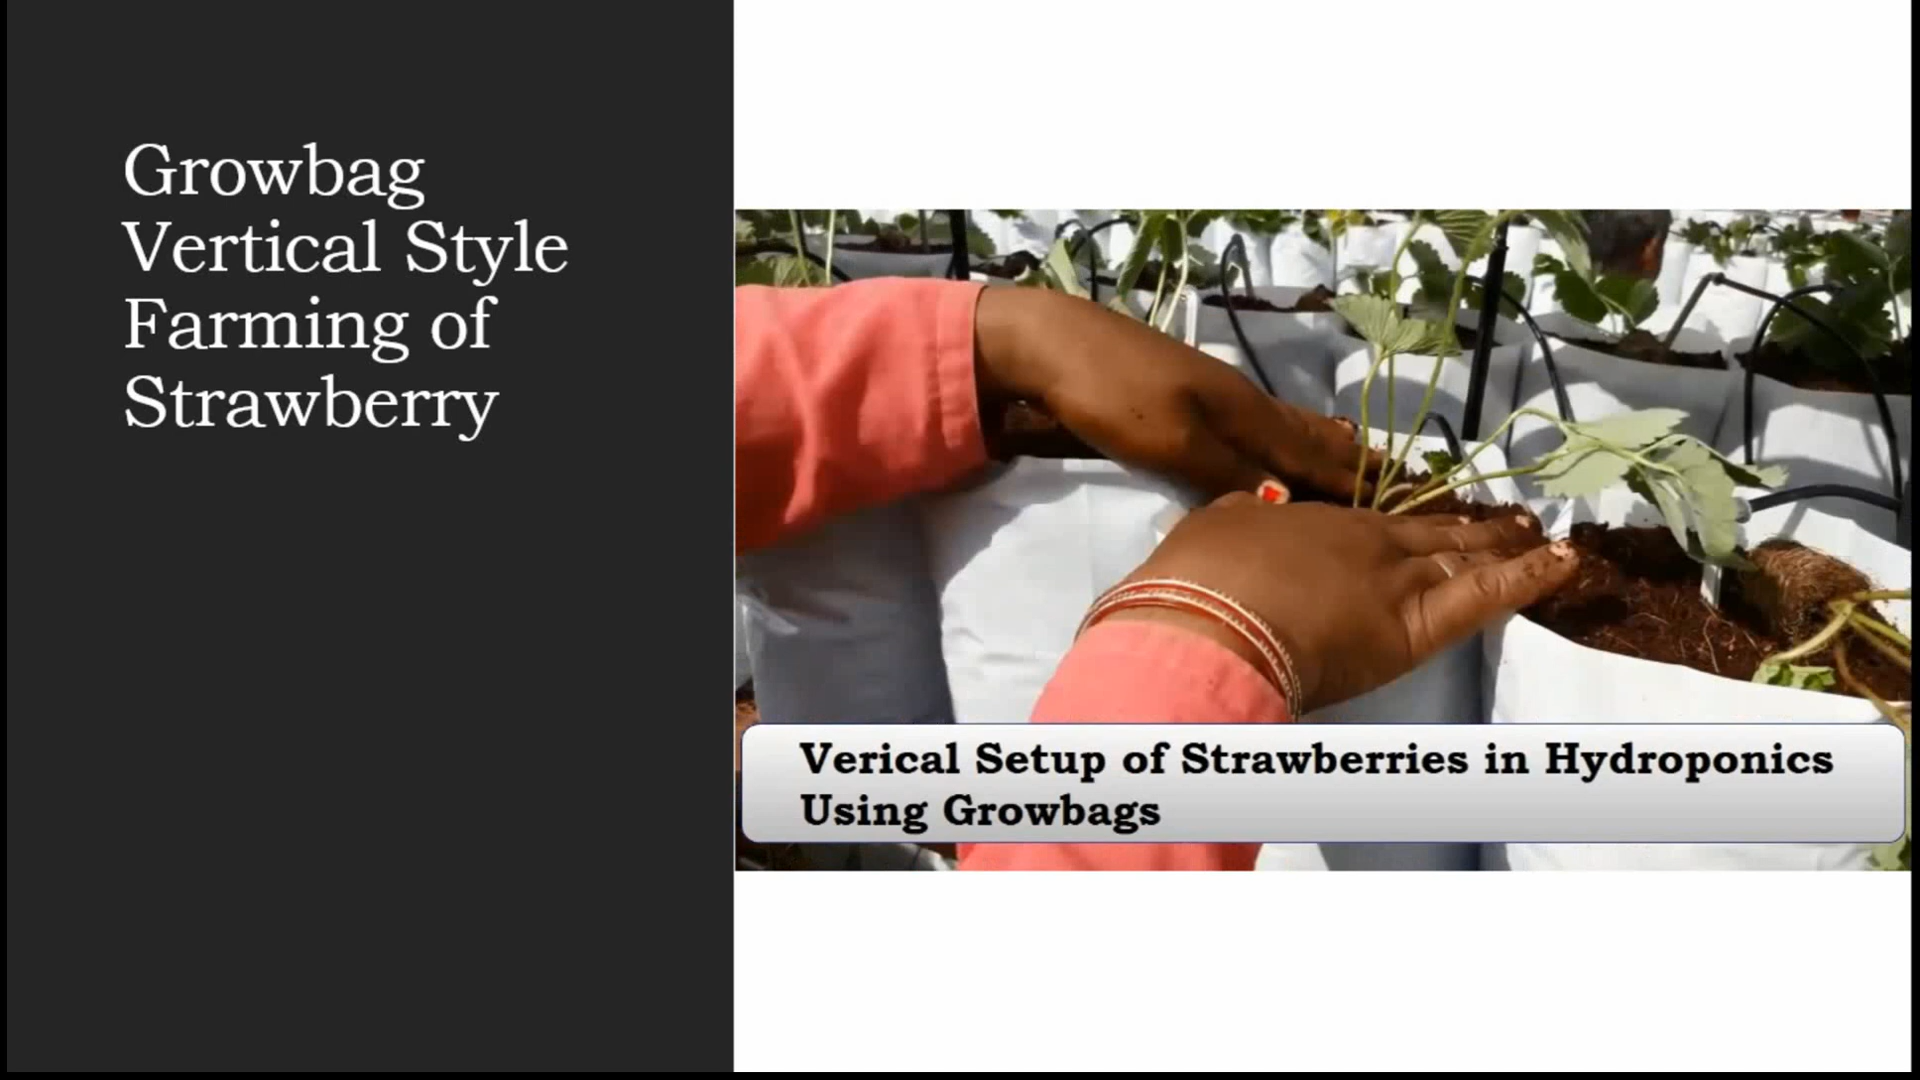 Growbag
Vertical Style
Farming of
Strawberry
Verical Setup of Strawberries in Hydroponics
Using Growbags